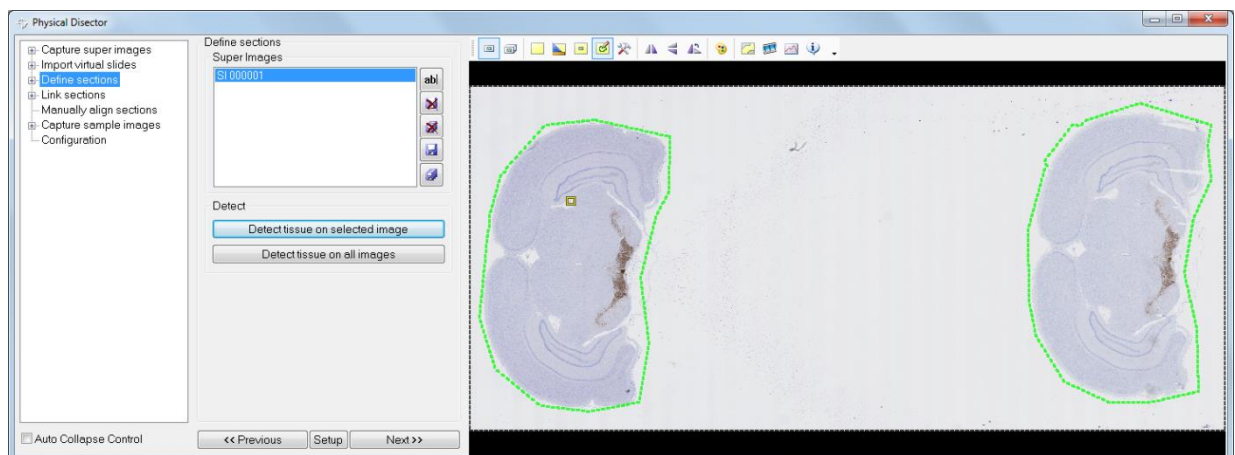 Physical Disector
Capture super images
Import virtual slides
Define sections
Link sections
Manually align sections
Capture sample images
Configuration
Auto Collapse Control
Define sections
Super Images
SI 000001
ab
Detect
Detect tissue on selected image
Detect tissue on all images
<< Previous
Setup
Next >>